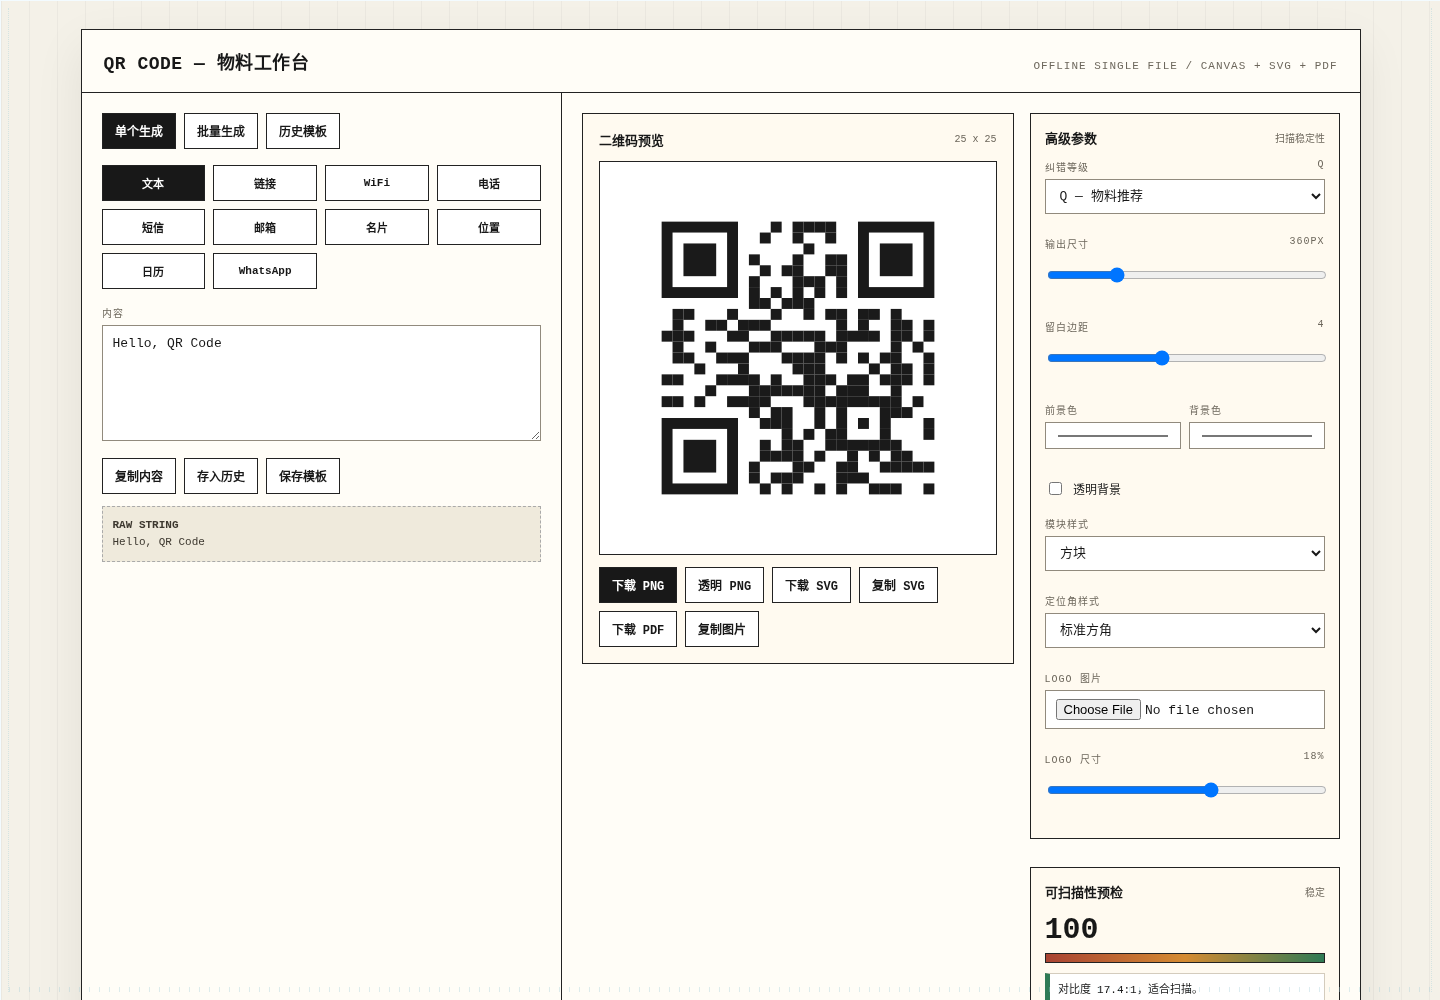 QR CODE — 物料工作台
OFFLINE SINGLE FILE / CANVAS + SVG + PDF
单个生成
批量生成
历史模板
文本
链接
WiFi
电话
短信
邮箱
名片
位置
日历
WhatsApp
内容
Hello, QR Code
复制内容
存入历史
保存模板
RAW STRING
Hello, QR Code
二维码预览
25 x 25
下载 PNG
透明 PNG
下载 SVG
复制 SVG
下载 PDF
复制图片
高级参数
扫描稳定性
纠错等级
Q
Q — 物料推荐
输出尺寸
360PX
留白边距
4
前景色
背景色
透明背景
模块样式
方块
定位角样式
标准方角
LOGO 图片
Choose File No file chosen
LOGO 尺寸
18%
可扫描性预检
稳定
100
对比度 17.4:1，适合扫描。